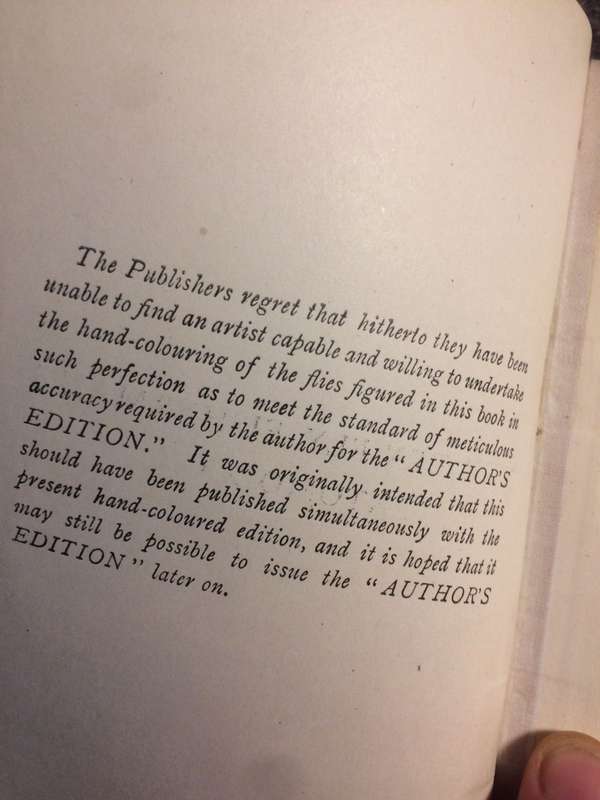 The Publishers regret that hitherto they have been
unable to find an artist capable and willing to undertake
the hand-colouring of the flies figured in this book in
such perfection as to meet the standard of meticulous
accuracy required by the author for the "AUTHOR'S
EDITION." It was originally intended that this
should have been published simultaneously with the
present hand-coloured edition, and it is hoped that it
may still be possible to issue the "AUTHOR'S
EDITION" later on.